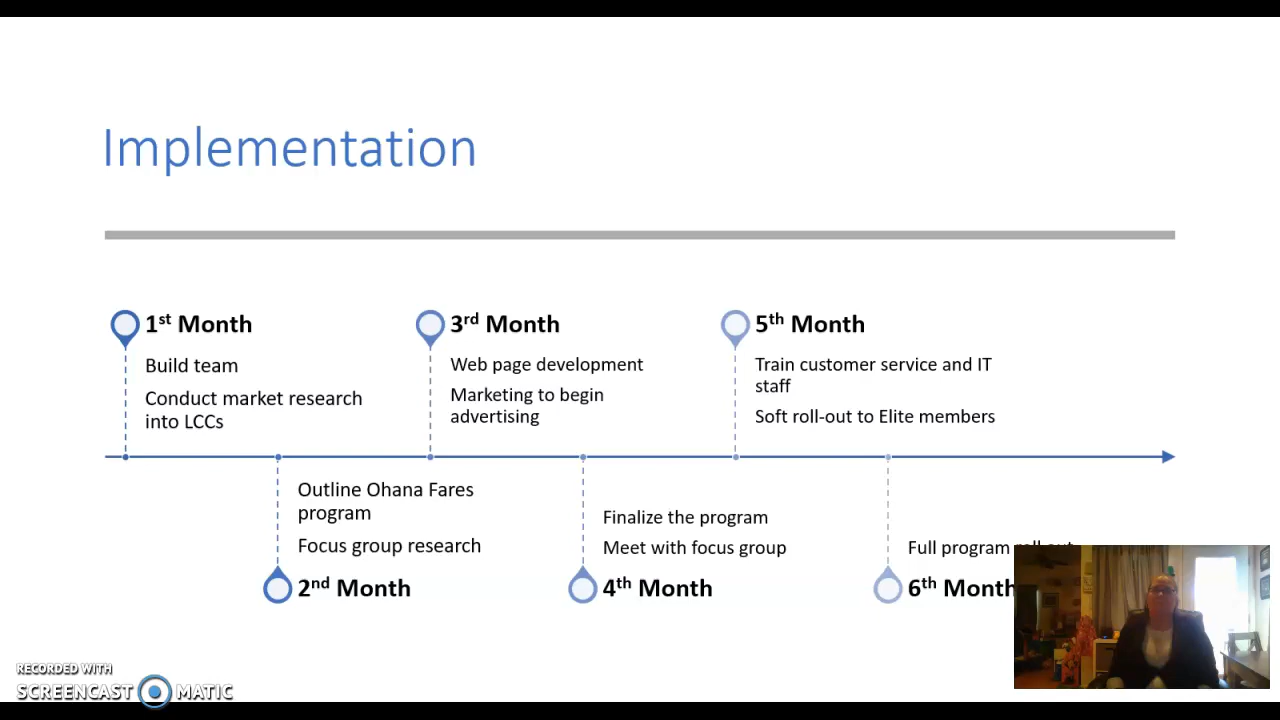 Implementation
1st Month
Build team
Conduct market research
into LCCs
3rd Month
Web page development
Marketing to begin
advertising
5th Month
Train customer service and IT
staff
Soft roll-out to Elite members
Outline Ohana Fares
program
Focus group research
2nd Month
Finalize the program
Meet with focus group
4th Month
Full program roll out
6th Month
RECORDED WITH
SCREENCAST MATIC